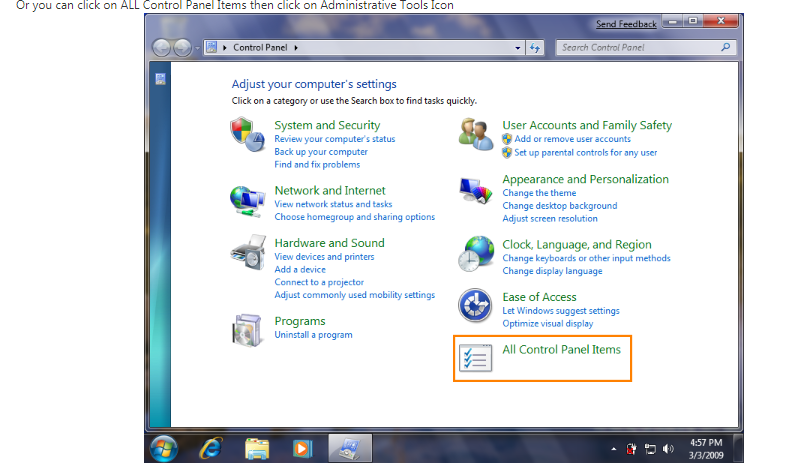 Or you can click on ALL Control Panel Items then click on Administrative Tools Icon
Send Feedback
Control Panel
Search Control Panel
Adjust your computer's settings
Click on a category or use the Search box to find tasks quickly.
System and Security
Review your computer's status
Back up your computer
Find and fix problems
Network and Internet
View network status and tasks
Choose homegroup and sharing options
Hardware and Sound
View devices and printers
Add a device
Connect to a projector
Adjust commonly used mobility settings
Programs
Uninstall a program
User Accounts and Family Safety
Add or remove user accounts
Set up parental controls for any user
Appearance and Personalization
Change the theme
Change desktop background
Adjust screen resolution
Clock, Language, and Region
Change keyboards or other input methods
Change display language
Ease of Access
Let Windows suggest settings
Optimize visual display
All Control Panel Items
4:57 PM
3/3/2009